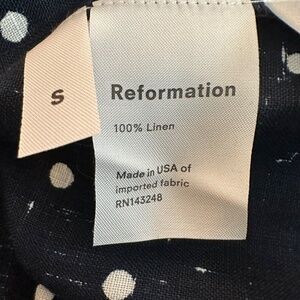 S
Reformation
100% Linen
Made in USA of
imported fabric
RN143248